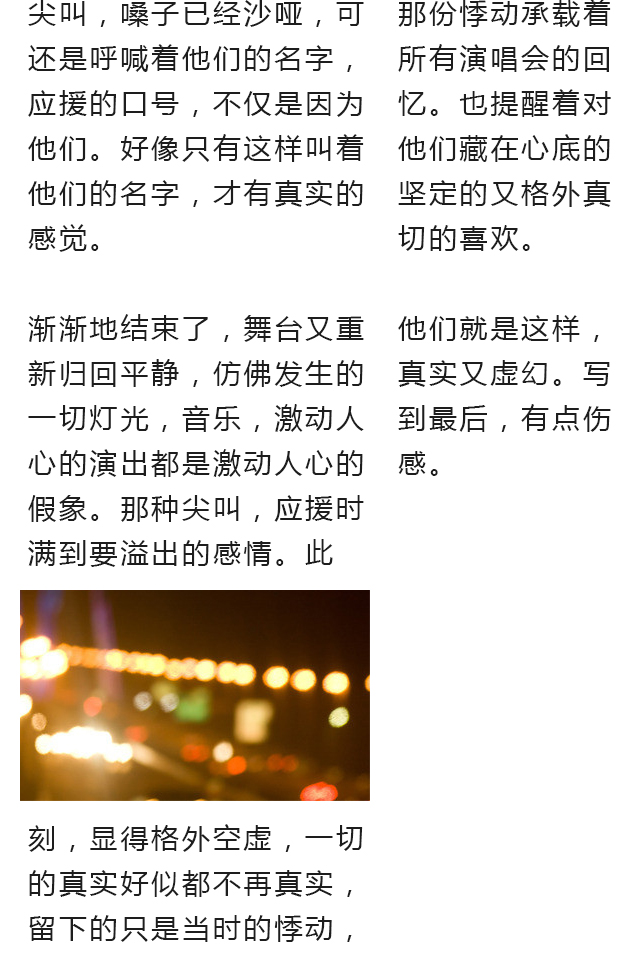 尖叫，嗓子已经沙哑，可
还是呼喊着他们的名字，
应援的口号，不仅是因为
他们。好像只有这样叫着
他们的名字，才有真实的
感觉。
渐渐地结束了，舞台又重
新归回平静，仿佛发生的
一切灯光，音乐，激动人
心的演出都是激动人心的
假象。那种尖叫，应援时
满到要溢出的感情。此
刻，显得格外空虚，一切
的真实好似都不再真实，
留下的只是当时的悸动，
那份悸动承载着
所有演唱会的回
忆。也提醒着对
他们藏在心底的
坚定的又格外真
切的喜欢。
他们就是这样，
真实又虚幻。写
到最后，有点伤
感。